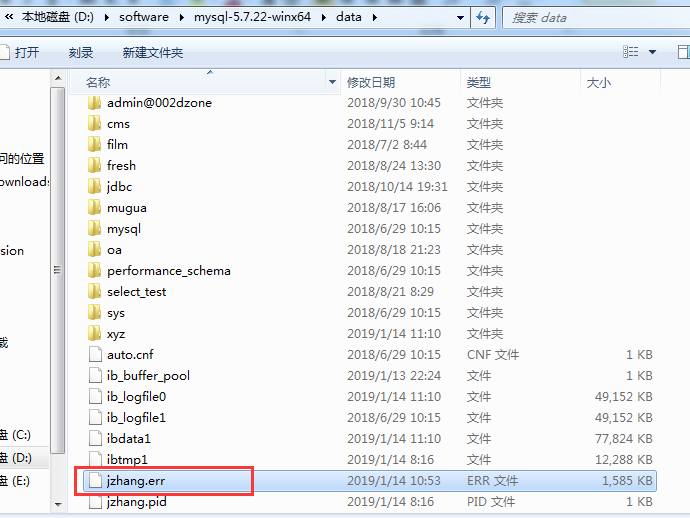 « 本地磁盘 (D:) ▸ software ▸ mysql-5.7.22-winx64 ▸ data ▸ 搜索 data
打开 刻录 新建文件夹
名称 修改日期 类型 大小
admin@002dzone 2018/9/30 10:45 文件夹
cms 2018/11/5 9:14 文件夹
film 2018/7/2 8:44 文件夹
问的位置 fresh 2018/8/24 13:30 文件夹
ownloads jdbc 2018/10/14 19:31 文件夹
mugua 2018/8/17 16:06 文件夹
mysql 2018/6/29 10:15 文件夹
sion oa 2018/8/18 21:23 文件夹
performance_schema 2018/6/29 10:15 文件夹
select_test 2018/8/21 8:29 文件夹
sys 2018/6/29 10:15 文件夹
xyz 2019/1/14 11:10 文件夹
载 auto.cnf 2018/6/29 10:15 CNF 文件 1 KB
ib_buffer_pool 2019/1/13 22:24 文件 1 KB
ib_logfile0 2019/1/14 11:10 文件 49,152 KB
ib_logfile1 2018/6/29 10:15 文件 49,152 KB
盘 (C:) ibdata1 2019/1/14 11:10 文件 77,824 KB
盘 (D:) ibtmp1 2019/1/14 8:16 文件 12,288 KB
盘 (E:) jzhang.err 2019/1/14 10:53 ERR 文件 1,585 KB
jzhang.pid 2019/1/14 8:16 PID 文件 1 KB